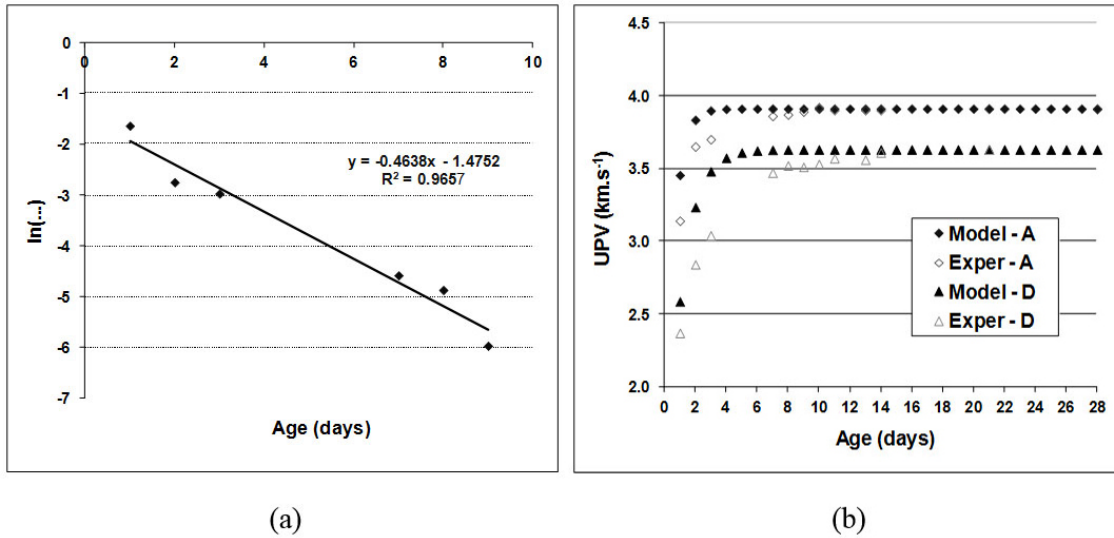 0
0 2 4 6 8 10
-1
-2
-3
-4
-5
-6
-7
y = -0.4638x - 1.4752
R² = 0.9657
ln(...)
Age (days)
(a)
4.5
4.0
3.5
3.0
2.5
2.0
UPV (km.s⁻¹)
Model - A
Exper - A
Model - D
Exper - D
0 2 4 6 8 10 12 14 16 18 20 22 24 26 28
Age (days)
(b)